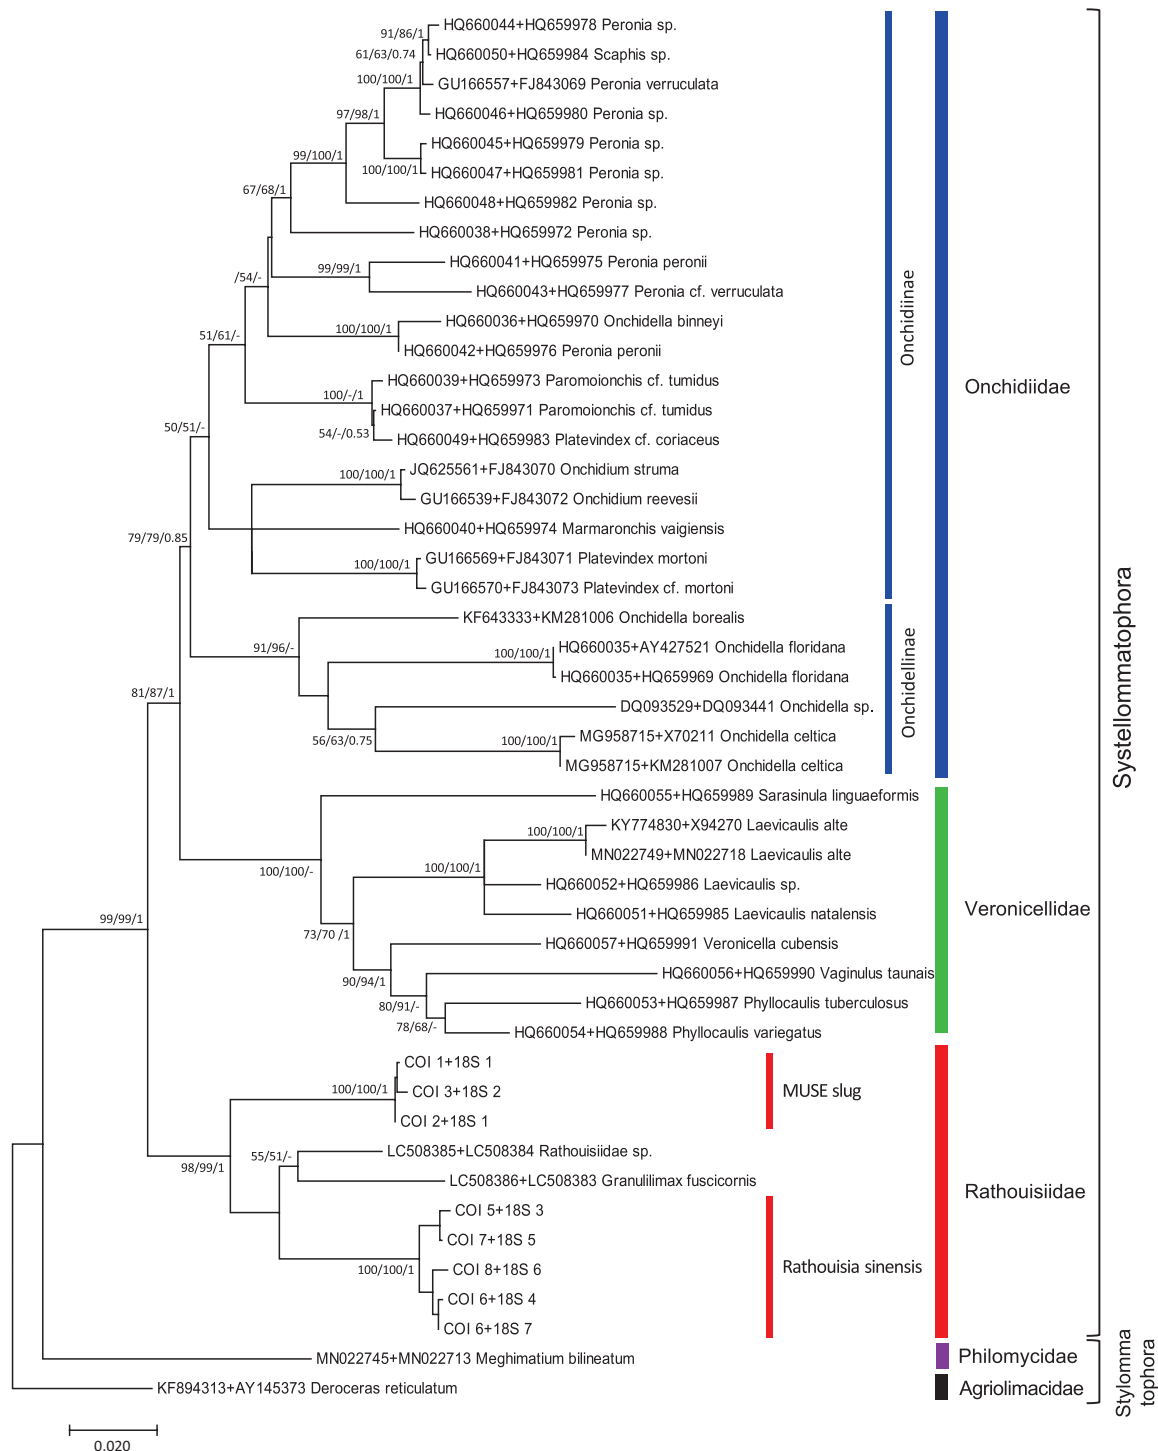 HQ660044+HQ659978 Peronia sp.
91/86/1
HQ660050+HQ659984 Scaphis sp.
61/63/0.74
100/100/1
GU166557+FJ843069 Peronia verruculata
97/98/1
HQ660046+HQ659980 Peronia sp.
HQ660045+HQ659979 Peronia sp.
99/100/1
100/100/1
HQ660047+HQ659981 Peronia sp.
67/68/1
HQ660048+HQ659982 Peronia sp.
HQ660038+HQ659972 Peronia sp.
HQ660041+HQ659975 Peronia peronii
99/99/1
/54/-
HQ660043+HQ659977 Peronia cf. verruculata
HQ660036+HQ659970 Onchidella binneyi
100/100/1
51/61/-
HQ660042+HQ659976 Peronia peronii
HQ660039+HQ659973 Paromoionchis cf. tumidus
100/-/1
HQ660037+HQ659971 Paromoionchis cf. tumidus
54/-/0.53
50/51/-
HQ660049+HQ659983 Platevindex cf. coriaceus
JQ625561+FJ843070 Onchidium struma
100/100/1
GU166539+FJ843072 Onchidium reevesii
HQ660040+HQ659974 Marmaronchis vaigiensis
79/79/0.85
GU166569+FJ843071 Platevindex mortoni
100/100/1
GU166570+FJ843073 Platevindex cf. mortoni
KF643333+KM281006 Onchidella borealis
91/96/-
HQ660035+AY427521 Onchidella floridana
100/100/1
HQ660035+HQ659969 Onchidella floridana
81/87/1
DQ093529+DQ093441 Onchidella sp.
56/63/0.75
MG958715+X70211 Onchidella celtica
100/100/1
MG958715+KM281007 Onchidella celtica
HQ660055+HQ659989 Sarasinula linguaeformis
KY774830+X94270 Laevicaulis alte
100/100/1
MN022749+MN022718 Laevicaulis alte
100/100/1
100/100/-
HQ660052+HQ659986 Laevicaulis sp.
HQ660051+HQ659985 Laevicaulis natalensis
99/99/1
73/70 /1
HQ660057+HQ659991 Veronicella cubensis
HQ660056+HQ659990 Vaginulus taunais
90/94/1
HQ660053+HQ659987 Phyllocaulis tuberculosus
80/91/-
78/68/-
HQ660054+HQ659988 Phyllocaulis variegatus
COI 1+18S 1
100/100/1
COI 3+18S 2
COI 2+18S 1
LC508385+LC508384 Rathouisiidae sp.
55/51/-
98/99/1
LC508386+LC508383 Granulilimax fuscicornis
COI 5+18S 3
COI 7+18S 5
100/100/1
COI 8+18S 6
COI 6+18S 4
COI 6+18S 7
MN022745+MN022713 Meghimatium bilineatum
KF894313+AY145373 Deroceras reticulatum
0.020
Onchidiinae
Onchidellinae
MUSE slug
Rathouisia sinensis
Onchidiidae
Veronicellidae
Rathouisiidae
Philomycidae
Agriolimacidae
Systellommatophora
Stylomma
tophora